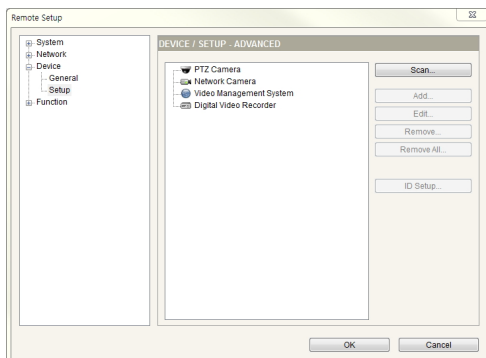 Remote Setup
System
Network
Device
General
Setup
Function
DEVICE / SETUP - ADVANCED
PTZ Camera
Network Camera
Video Management System
Digital Video Recorder
Scan...
Add...
Edit...
Remove...
Remove All...
ID Setup...
OK
Cancel